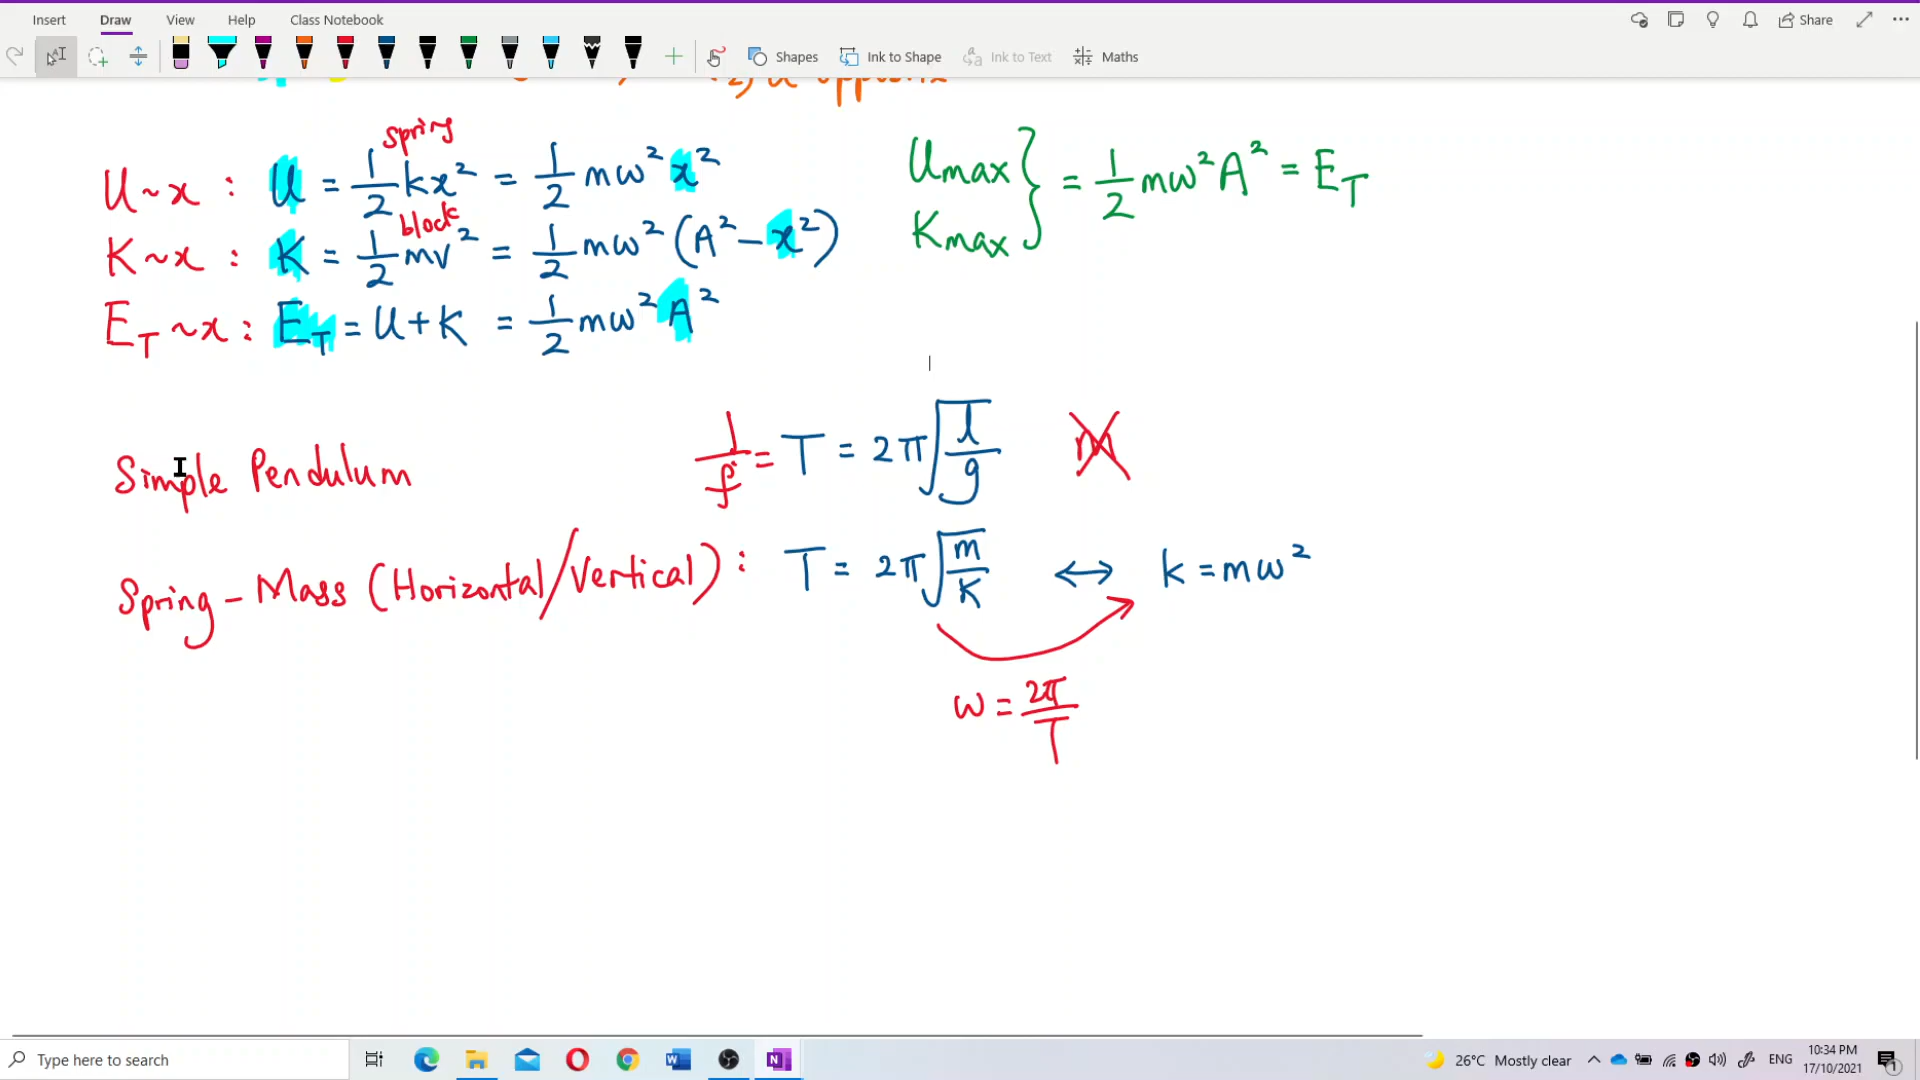 Insert Draw View Help Class Notebook Share
Shapes Ink to Shape Ink to Text Maths
2) a opposite
U ~ x : U = 1/2 kx² = 1/2 mω² x²
spring
K ~ x : K = 1/2 mv² = 1/2 mω² (A² − x²)
block
E_T ~ x : E_T = U + K = 1/2 mω² A²
Umax
Kmax } = 1/2 mω² A² = E_T
Simple Pendulum 1/f = T = 2π√(l/g) m
Spring - Mass (Horizontal/Vertical) : T = 2π√(m/k) ↔ k = mω²
ω = 2π/T
Type here to search
26°C Mostly clear ENG 10:34 PM
17/10/2021
1